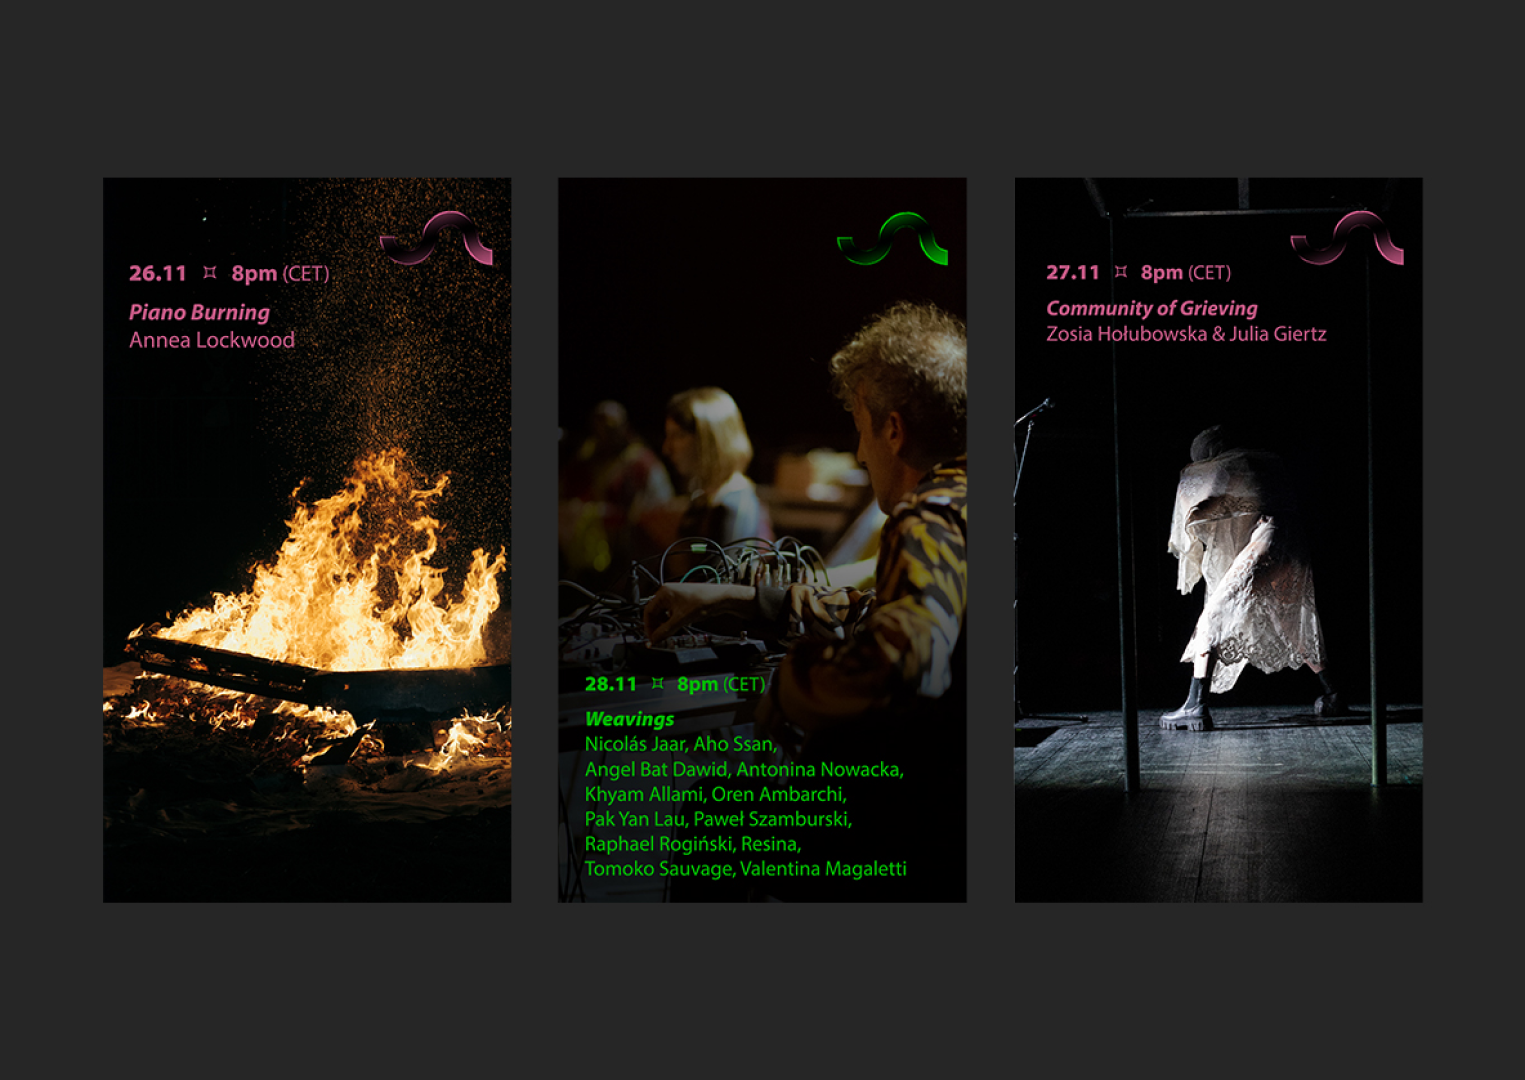 26.11 ¤ 8pm (CET)
Piano Burning
Annea Lockwood
28.11 ¤ 8pm (CET)
Weavings
Nicolás Jaar, Aho Ssan,
Angel Bat Dawid, Antonina Nowacka,
Khyam Allami, Oren Ambarchi,
Pak Yan Lau, Paweł Szamburski,
Raphael Rogiński, Resina,
Tomoko Sauvage, Valentina Magaletti
27.11 ¤ 8pm (CET)
Community of Grieving
Zosia Hołubowska & Julia Giertz